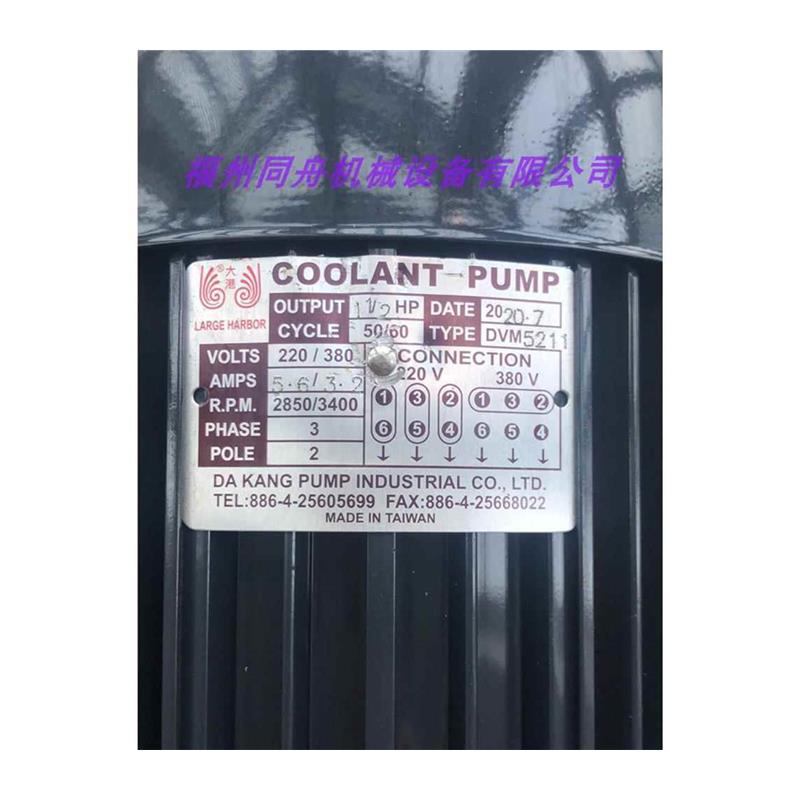 福州同舟机械设备有限公司
大港®
LARGE HARBOR
COOLANT PUMP
OUTPUT 1 1/2 HP DATE 2020.7
CYCLE 50/60 TYPE DVM5211
VOLTS 220 / 380
AMPS 5.6/3.2
R.P.M. 2850/3400
PHASE 3
POLE 2
CONNECTION
220 V 380 V
① ③ ② ① ③ ②
⑥ ⑤ ④ ⑥ ⑤ ④
↓ ↓ ↓ ↓ ↓ ↓
DA KANG PUMP INDUSTRIAL CO., LTD.
TEL:886-4-25605699 FAX:886-4-25668022
MADE IN TAIWAN